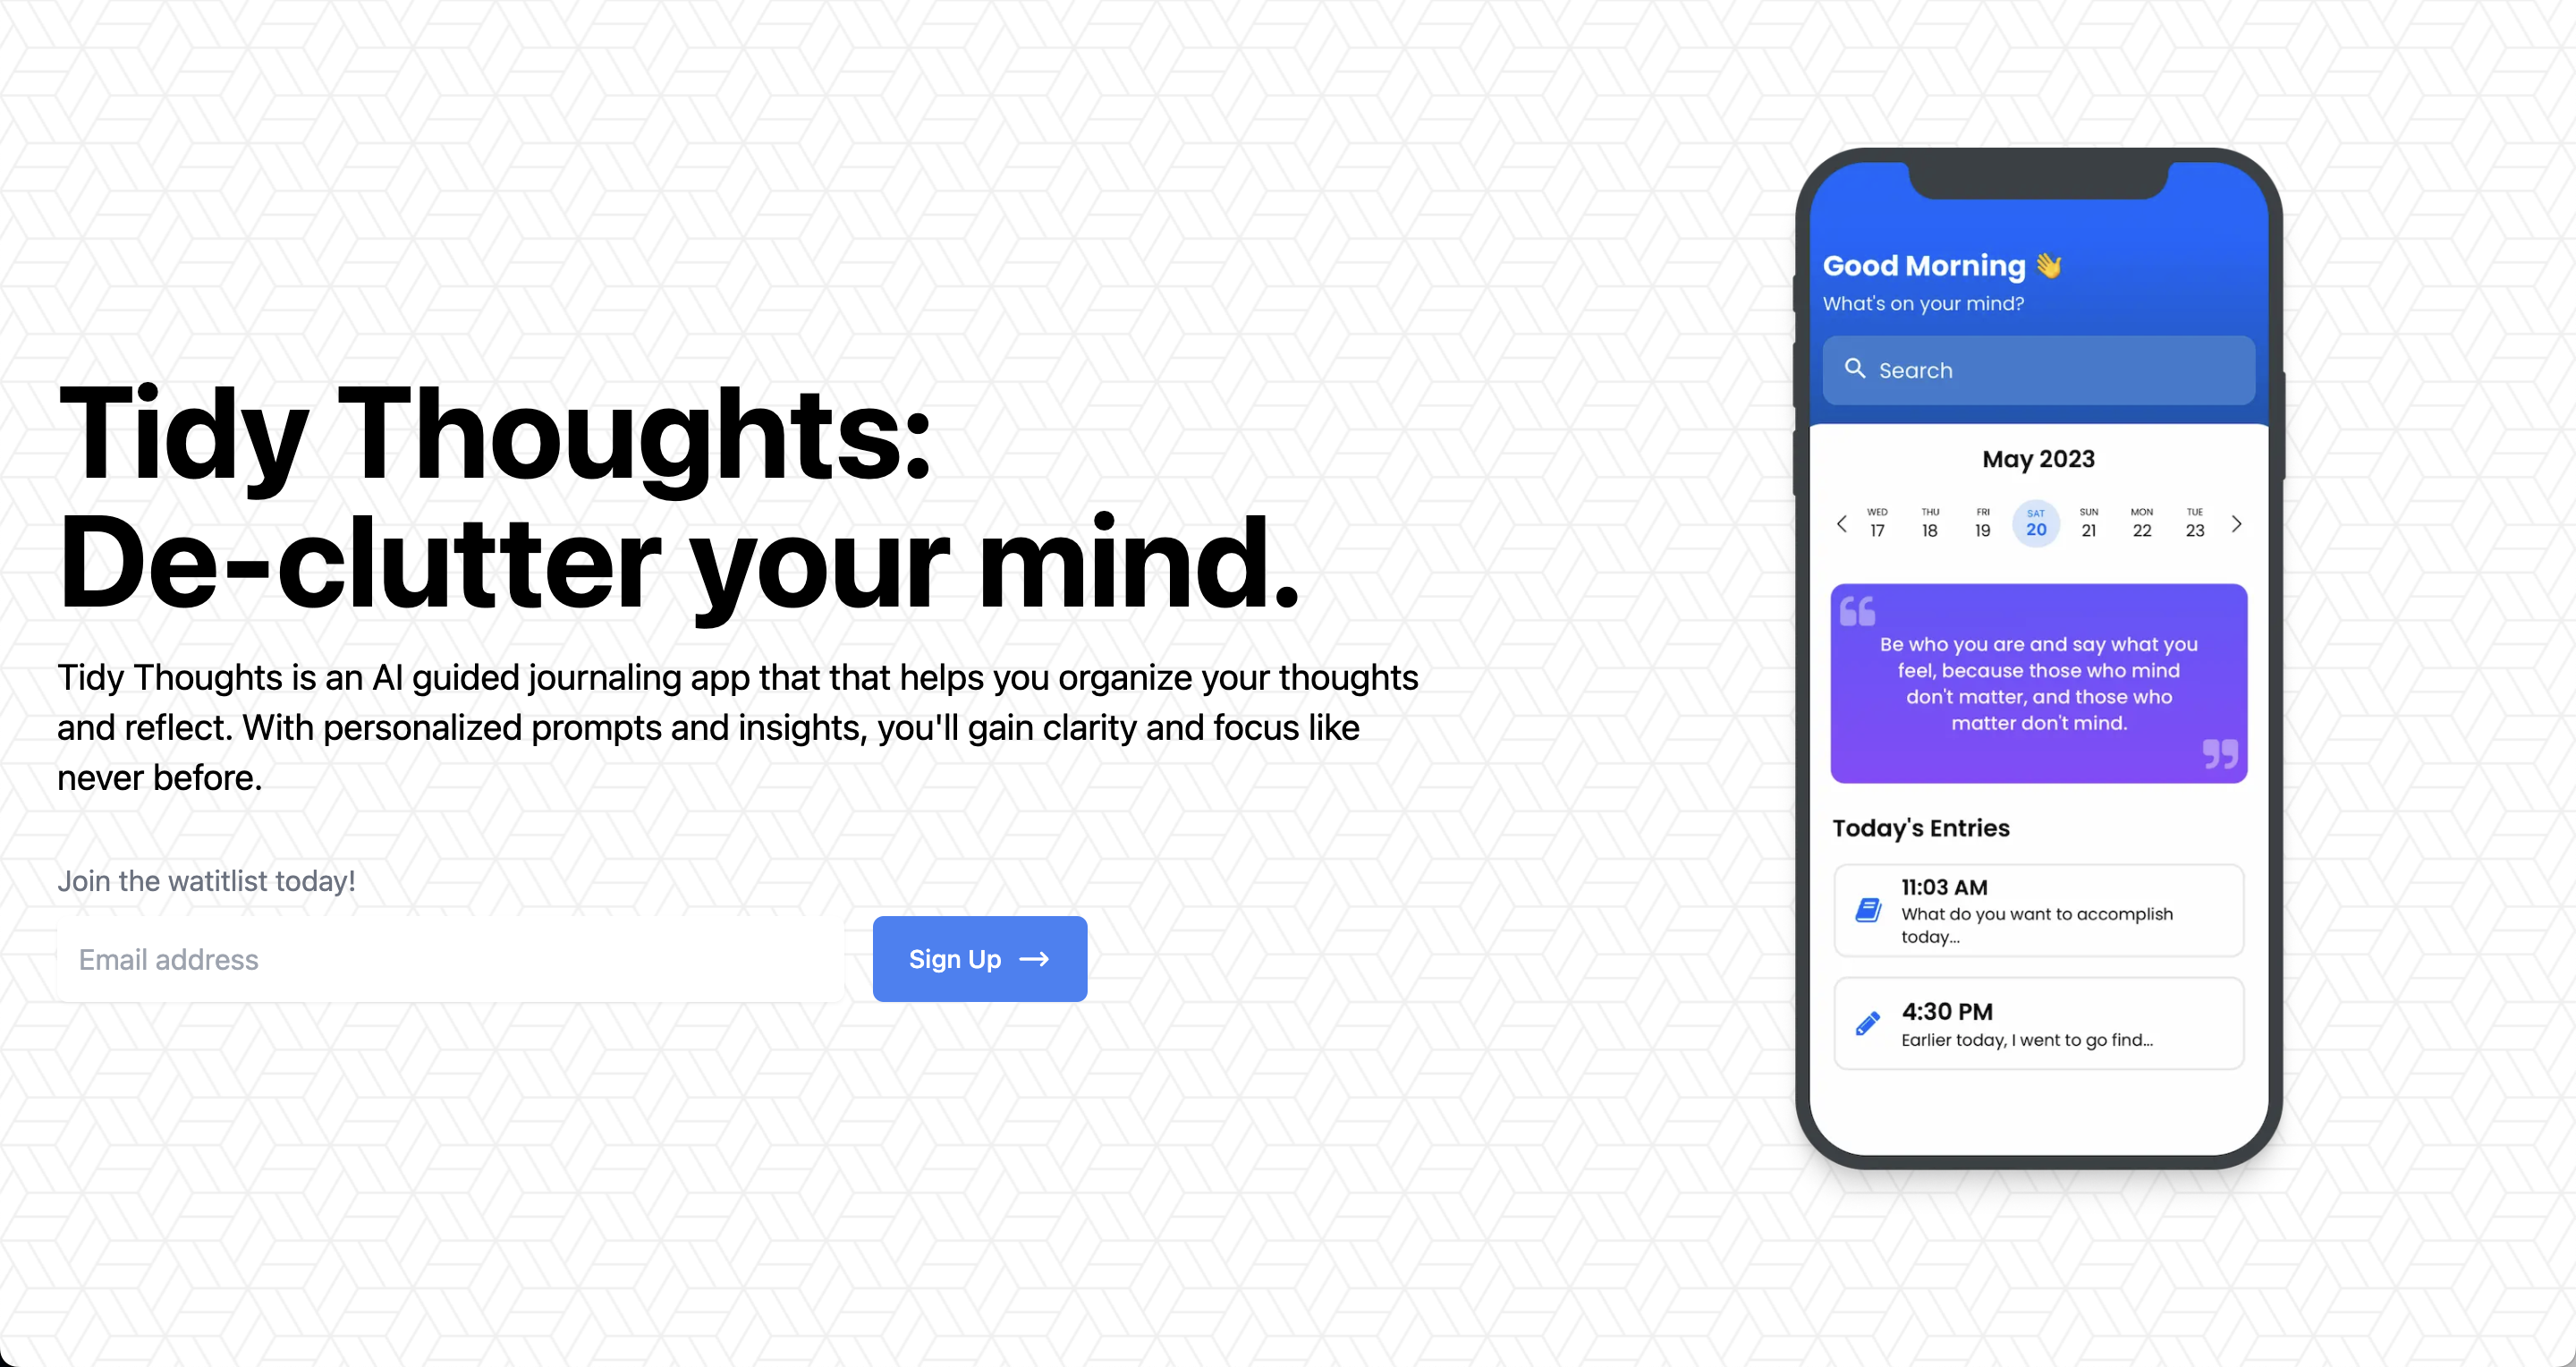 Tidy Thoughts:
De-clutter your mind.
Tidy Thoughts is an AI guided journaling app that that helps you organize your thoughts
and reflect. With personalized prompts and insights, you'll gain clarity and focus like
never before.
Join the watitlist today!
Email address
Sign Up →
Good Morning 👋
What's on your mind?
Search
May 2023
WED THU FRI SAT SUN MON TUE
17 18 19 20 21 22 23
“
Be who you are and say what you
feel, because those who mind
don't matter, and those who
matter don't mind.
”
Today's Entries
11:03 AM
What do you want to accomplish
today...
4:30 PM
Earlier today, I went to go find...